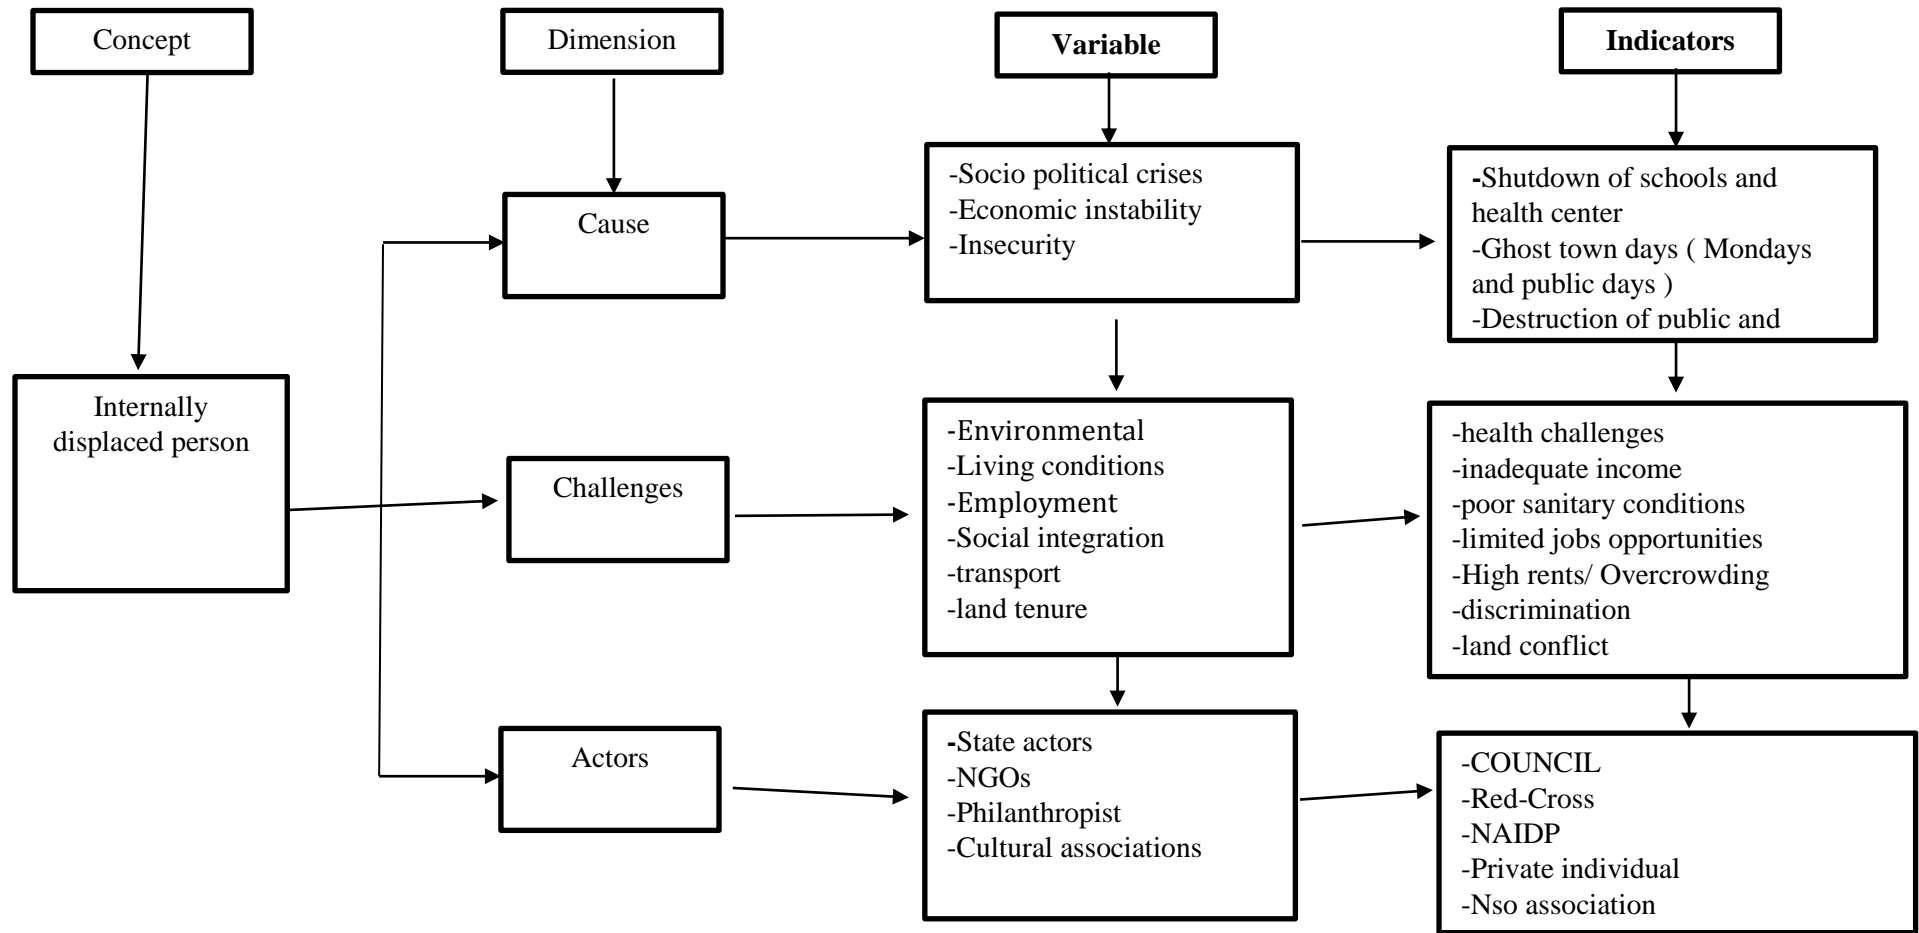 Concept
Dimension
Variable
Indicators
-Socio political crises
-Economic instability
-Insecurity
-Shutdown of schools and
health center
-Ghost town days ( Mondays
and public days )
-Destruction of public and
Cause
Internally
displaced person
Challenges
-Environmental
-Living conditions
-Employment
-Social integration
-transport
-land tenure
-health challenges
-inadequate income
-poor sanitary conditions
-limited jobs opportunities
-High rents/ Overcrowding
-discrimination
-land conflict
Actors
-State actors
-NGOs
-Philanthropist
-Cultural associations
-COUNCIL
-Red-Cross
-NAIDP
-Private individual
-Nso association